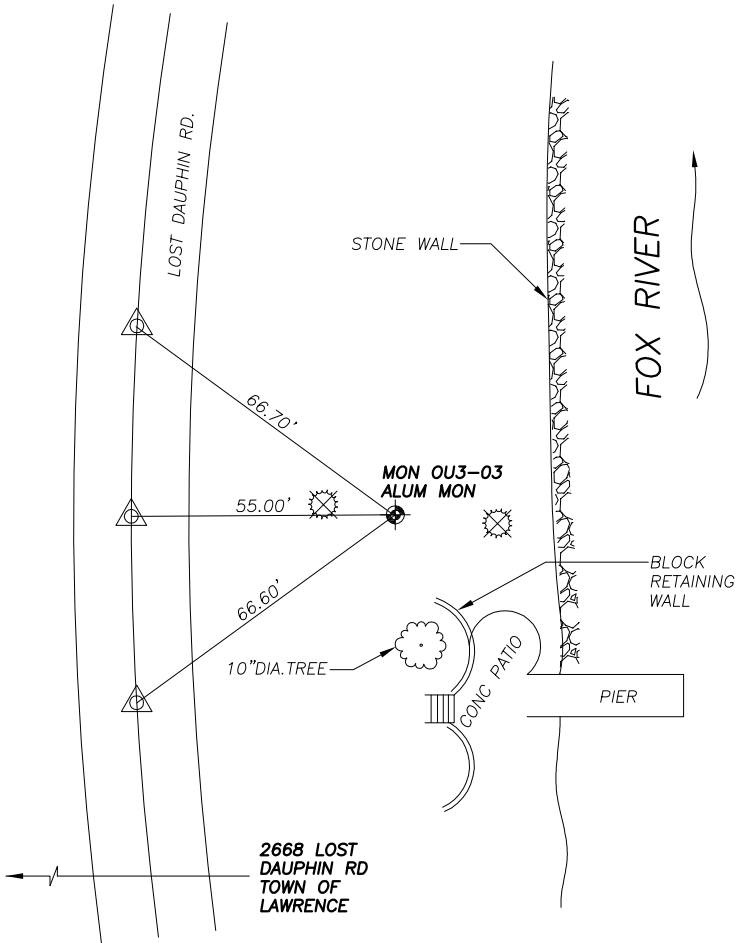 LOST DAUPHIN RD.
STONE WALL
FOX RIVER
66.70'
MON OU3-03
ALUM MON
55.00'
BLOCK
RETAINING
WALL
66.60'
10"DIA.TREE
CONC PATIO
PIER
2668 LOST
DAUPHIN RD
TOWN OF
LAWRENCE